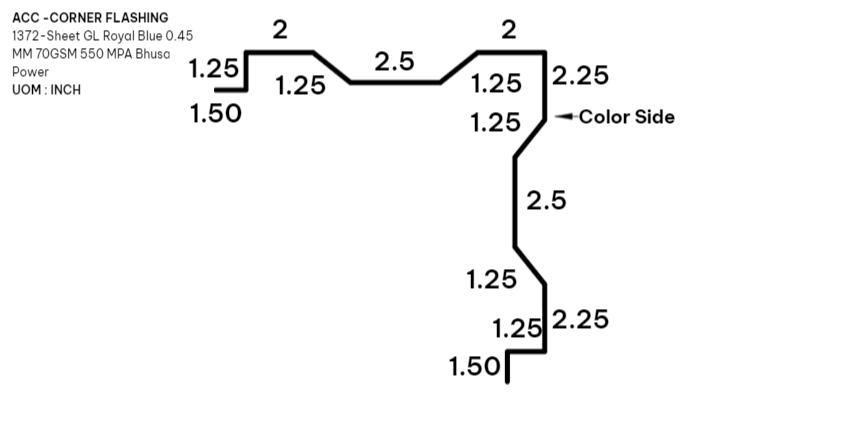 ACC -CORNER FLASHING
1372-Sheet GL Royal Blue 0.45
MM 70GSM 550 MPA Bhusa
Power
UOM : INCH
2
2
1.25
2.5
1.25
1.25
2.25
1.50
1.25
Color Side
2.5
1.25
1.25
2.25
1.50